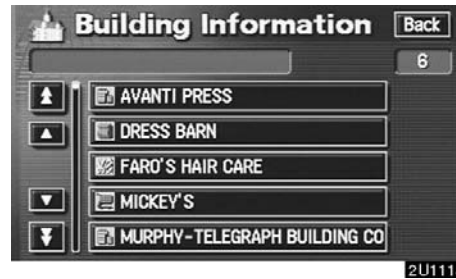 Building Information
Back
6
AVANTI PRESS
DRESS BARN
FARO'S HAIR CARE
MICKEY'S
MURPHY-TELEGRAPH BUILDING CO
2U111